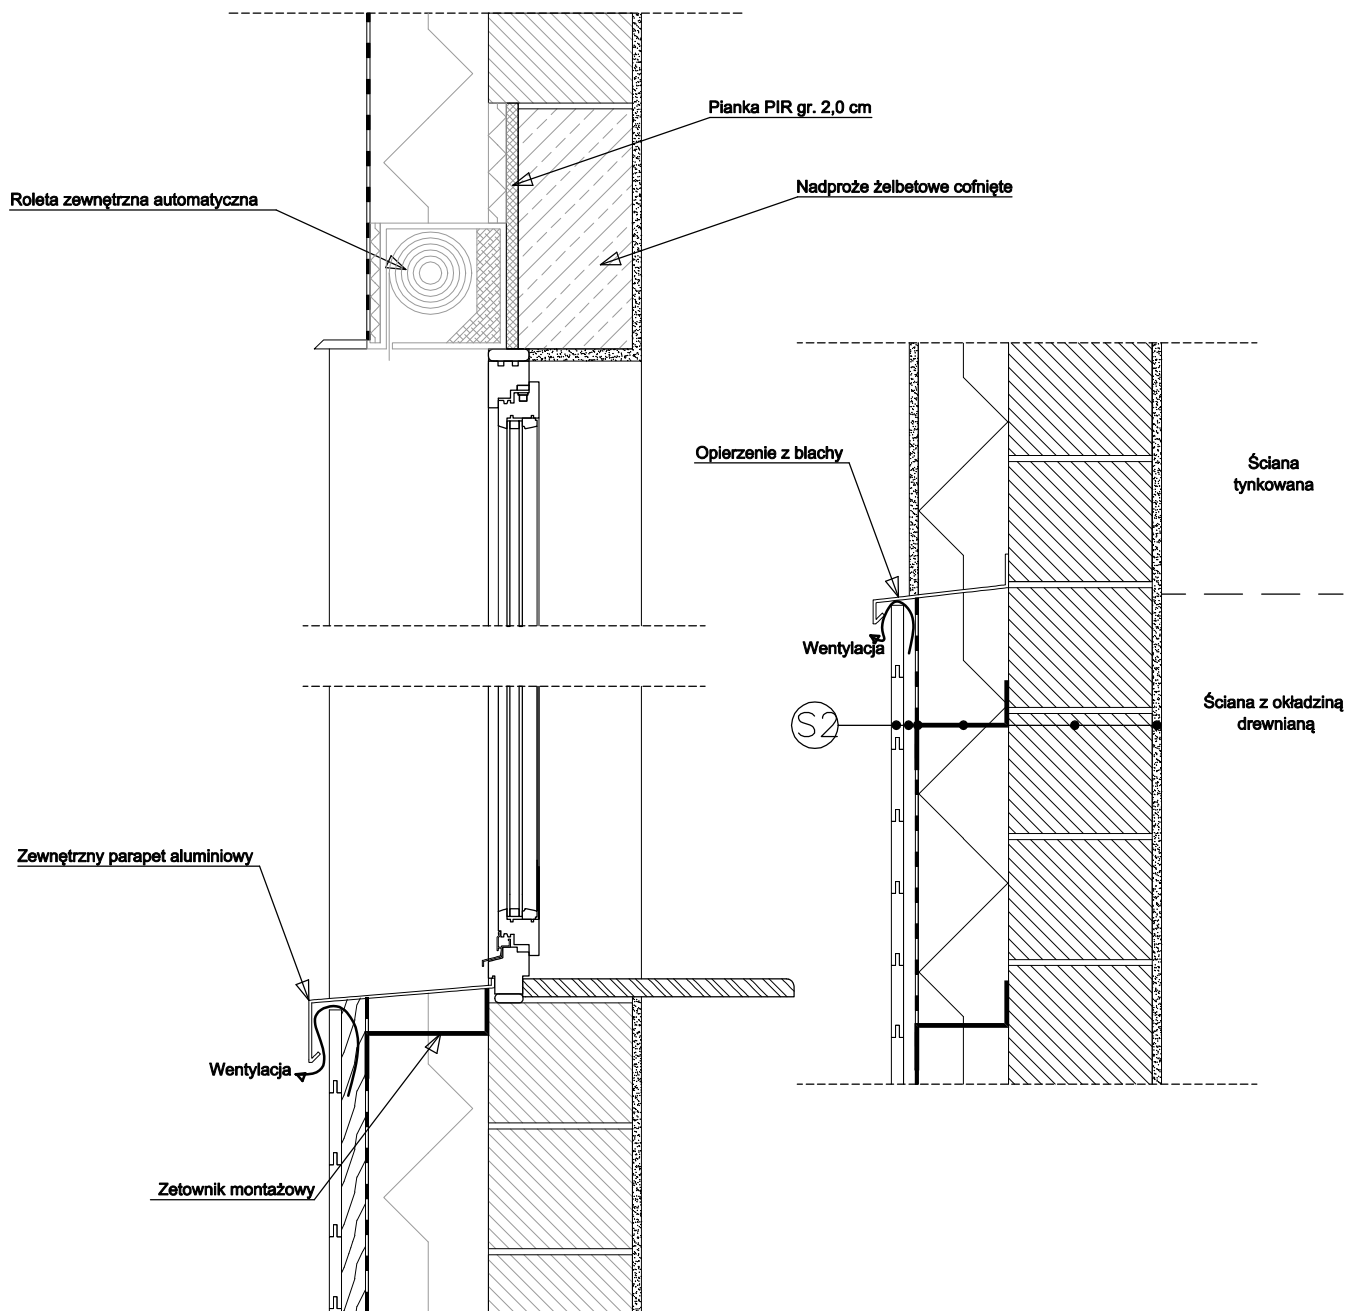 Pianka PIR gr. 2,0 cm
Roleta zewnętrzna automatyczna
Nadproże żelbetowe cofnięte
Opierzenie z blachy
Ściana
tynkowana
Wentylacja
Ściana z okładziną
drewnianą
S2
Zewnętrzny parapet aluminiowy
Wentylacja
Zetownik montażowy